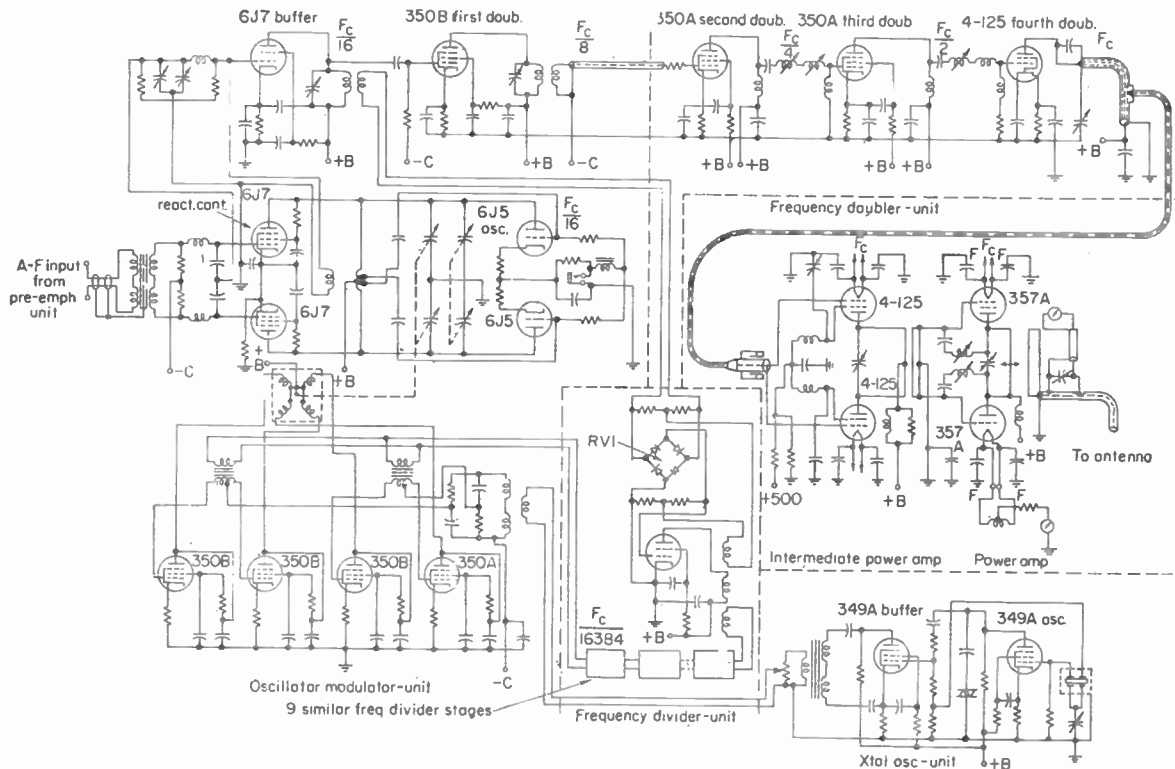 6J7 buffer
Fc
16
350B first doub.
Fc
8
350A second doub.
Fc
4
350A third doub
Fc
2
4-125 fourth doub.
Fc
+B
-C
+B
-C
+B
+B
+B
+B
+B
Frequency doubler-unit
6J7
react.cont.
6J5
osc.
Fc
16
A-F input
from
pre-emph
unit
6J7
6J5
-C
+
B
+B
Fc
4-125
F
Fc
F
357A
4-125
357
A
RV1
+500
+B
+B
F
F
To antenna
Intermediate power amp
Power amp
350B
350B
350B
350A
-C
Fc
16384
+B
Oscillator modulator-unit
9 similar freq divider stages
Frequency divider-unit
349A buffer
349A osc.
Xtal osc-unit
+B